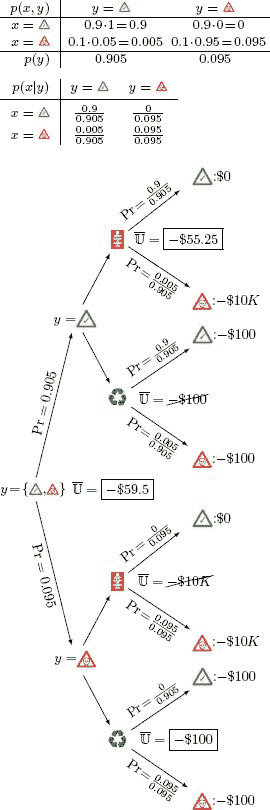 p(x, y) y = y =
x = 0.9·1=0.9 0.9·0=0
x = 0.1·0.05=0.005 0.1·0.95=0.095
p(y) 0.905 0.095
p(x|y) y = y =
x = 0.9/0.905 0/0.095
x = 0.005/0.905 0.095/0.095
Pr = 0.9/0.905
:$0
𝕌 = −$55.25
Pr = 0.005/0.905
:−$10K
y =
:−$100
Pr = 0.9/0.905
𝕌 = −$100
Pr = 0.005/0.905
Pr = 0.905
:−$100
y={ , } 𝕌 = −$59.5
:$0
Pr = 0/0.095
Pr = 0.095
𝕌 = −$10K
Pr = 0.095/0.095
:−$10K
y =
:−$100
Pr = 0/0.905
𝕌 = −$100
Pr = 0.095/0.095
:−$100